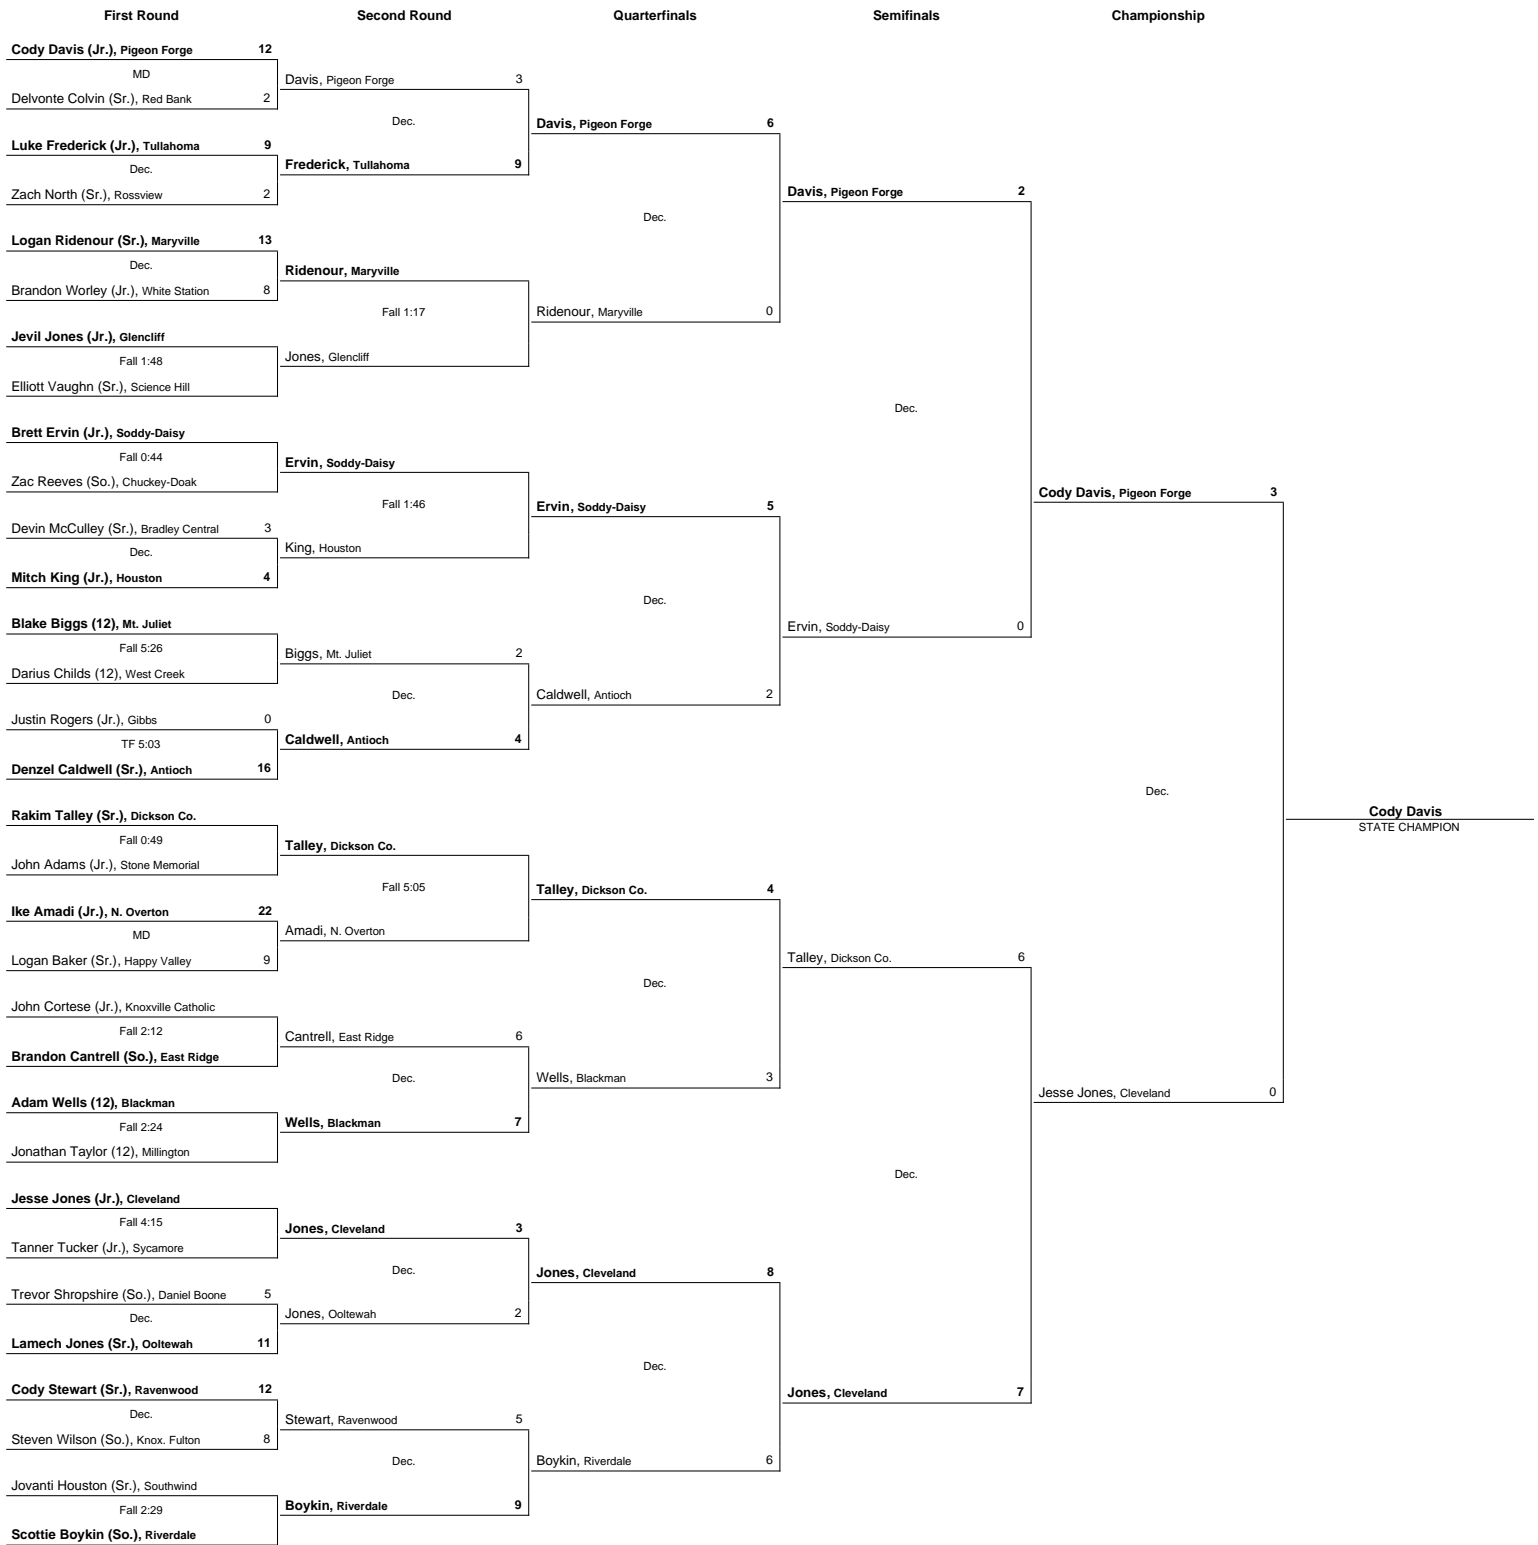 First Round
Second Round
Quarterfinals
Semifinals
Championship
Cody Davis (Jr.), Pigeon Forge 12
MD
Delvonte Colvin (Sr.), Red Bank 2
Luke Frederick (Jr.), Tullahoma 9
Dec.
Zach North (Sr.), Rossview 2
Logan Ridenour (Sr.), Maryville 13
Dec.
Brandon Worley (Jr.), White Station 8
Jevil Jones (Jr.), Glencliff
Fall 1:48
Elliott Vaughn (Sr.), Science Hill
Brett Ervin (Jr.), Soddy-Daisy
Fall 0:44
Zac Reeves (So.), Chuckey-Doak
Devin McCulley (Sr.), Bradley Central 3
Dec.
Mitch King (Jr.), Houston 4
Blake Biggs (12), Mt. Juliet
Fall 5:26
Darius Childs (12), West Creek
Justin Rogers (Jr.), Gibbs 0
TF 5:03
Denzel Caldwell (Sr.), Antioch 16
Rakim Talley (Sr.), Dickson Co.
Fall 0:49
John Adams (Jr.), Stone Memorial
Ike Amadi (Jr.), N. Overton 22
MD
Logan Baker (Sr.), Happy Valley 9
John Cortese (Jr.), Knoxville Catholic
Fall 2:12
Brandon Cantrell (So.), East Ridge
Adam Wells (12), Blackman
Fall 2:24
Jonathan Taylor (12), Millington
Jesse Jones (Jr.), Cleveland
Fall 4:15
Tanner Tucker (Jr.), Sycamore
Trevor Shropshire (So.), Daniel Boone 5
Dec.
Lamech Jones (Sr.), Ooltewah 11
Cody Stewart (Sr.), Ravenwood 12
Dec.
Steven Wilson (So.), Knox. Fulton 8
Jovanti Houston (Sr.), Southwind
Fall 2:29
Scottie Boykin (So.), Riverdale
Davis, Pigeon Forge 3
Dec.
Frederick, Tullahoma 9
Ridenour, Maryville
Fall 1:17
Jones, Glencliff
Ervin, Soddy-Daisy
Fall 1:46
King, Houston
Biggs, Mt. Juliet 2
Dec.
Caldwell, Antioch 4
Talley, Dickson Co.
Fall 5:05
Amadi, N. Overton
Cantrell, East Ridge 6
Dec.
Wells, Blackman 7
Jones, Cleveland 3
Dec.
Jones, Ooltewah 2
Stewart, Ravenwood 5
Dec.
Boykin, Riverdale 9
Davis, Pigeon Forge 6
Dec.
Ridenour, Maryville 0
Ervin, Soddy-Daisy 5
Dec.
Caldwell, Antioch 2
Talley, Dickson Co. 4
Dec.
Wells, Blackman 3
Jones, Cleveland 8
Dec.
Boykin, Riverdale 6
Davis, Pigeon Forge 2
Dec.
Ervin, Soddy-Daisy 0
Talley, Dickson Co. 6
Dec.
Jones, Cleveland 7
Cody Davis, Pigeon Forge 3
Dec.
Jesse Jones, Cleveland 0
Cody Davis
STATE CHAMPION